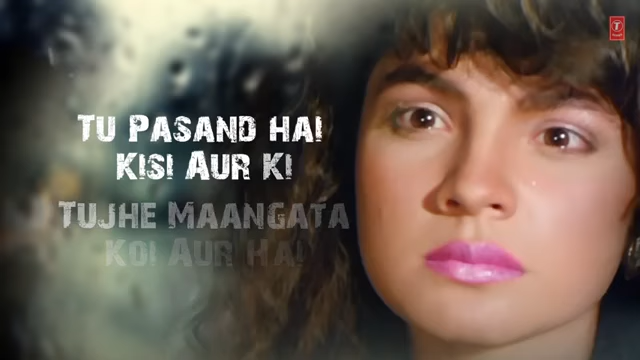 TU PASAND HAI
KISI AUR KI
TUJHE MAANGATA
KOI AUR HAI